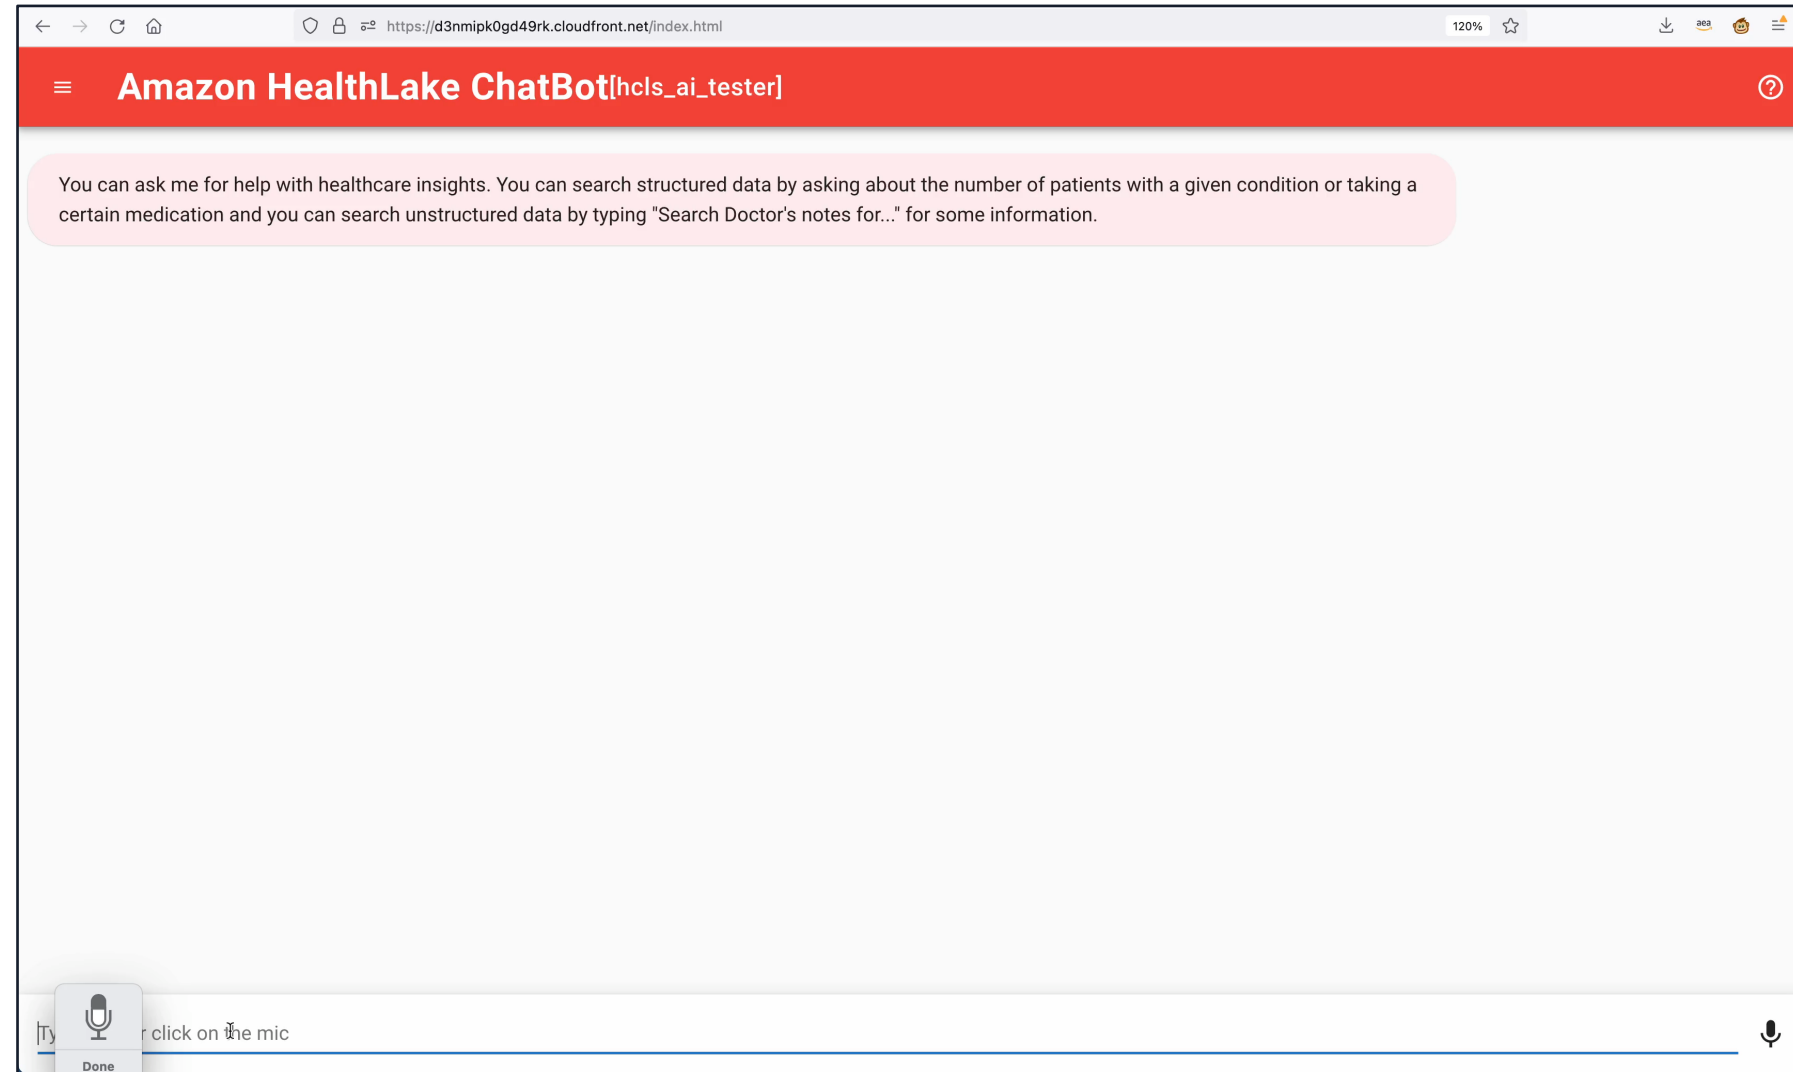 https://d3nmipk0gd49rk.cloudfront.net/index.html
120%
aea
Amazon HealthLake ChatBot[hcls_ai_tester]
You can ask me for help with healthcare insights. You can search structured data by asking about the number of patients with a given condition or taking a
certain medication and you can search unstructured data by typing "Search Doctor's notes for..." for some information.
click on the mic
Done